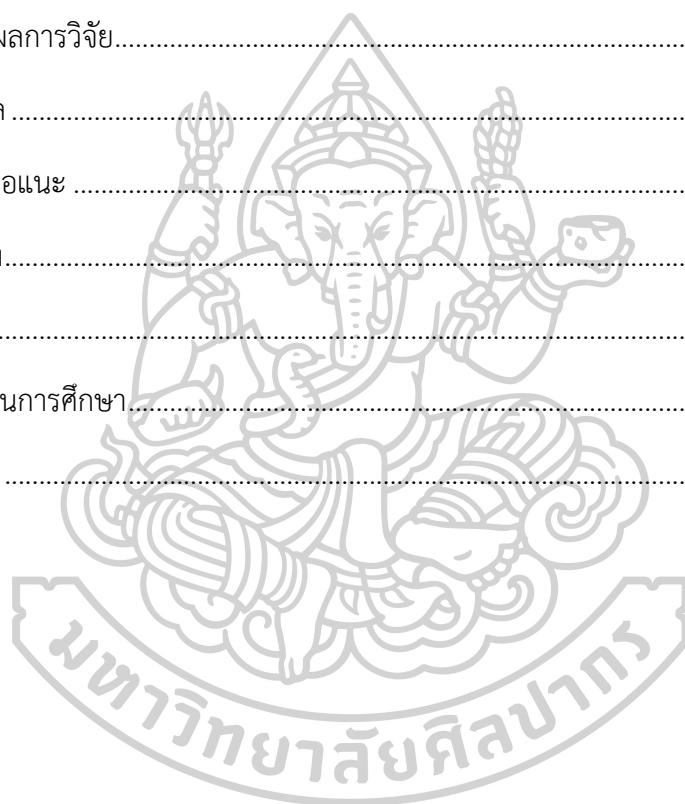 ผลการวิจัย
ล
อแนะ
นการศึกษา
มหาวิทยาลัยศิลปากร